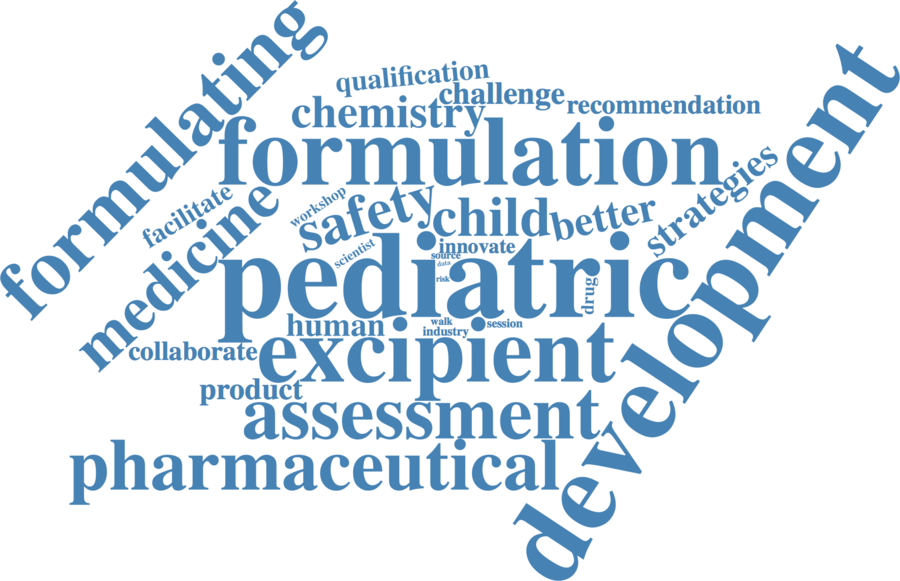 formulating
qualification
challenge
chemistry
recommendation
formulation
development
strategies
facilitate
medicine
workshop
safety
child
better
scientist
innovate
source
data
pediatric
risk
drug
human
walk
industry
session
collaborate
excipient
product
assessment
pharmaceutical